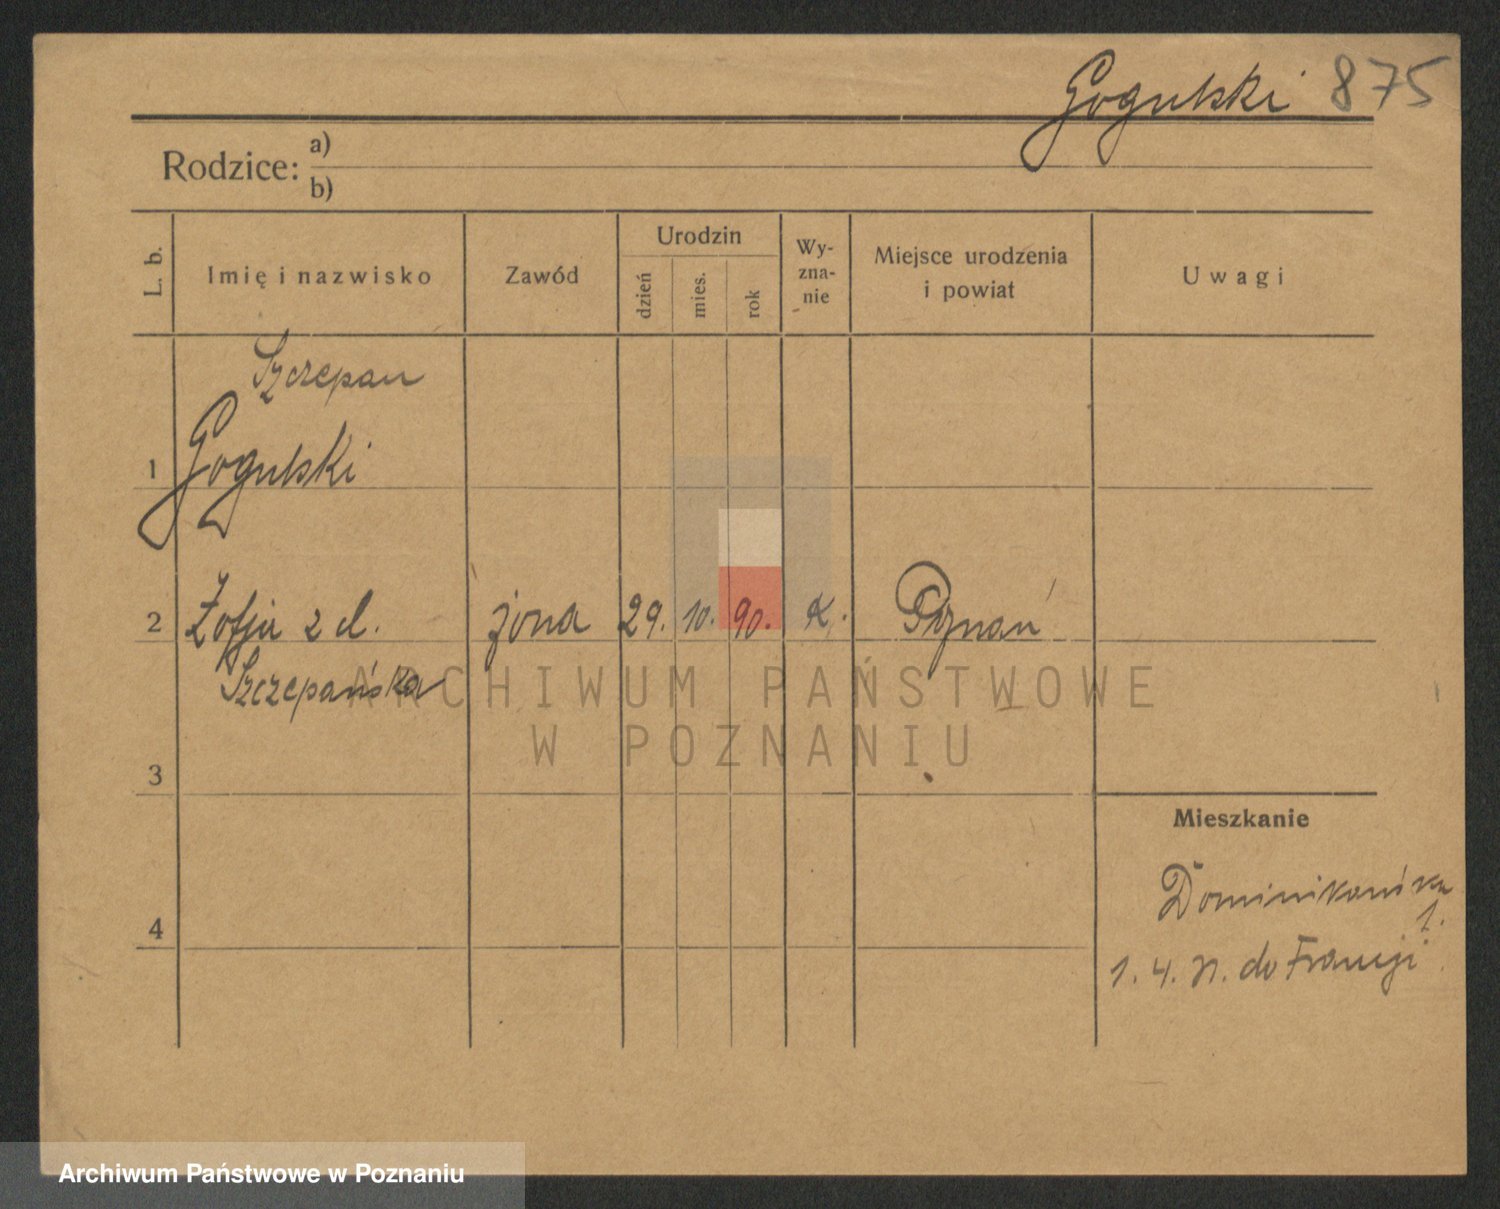 Gogulski 875
Rodzice: a)
b)
L. b.
Imię i nazwisko
Zawód
Urodzin
dzień
mies.
rok
Wy-
zna-
nie
Miejsce urodzenia
i powiat
Uwagi
Szczepan
1 Gogulski
2 Zofja z d. żona 29. 10. 90. K. Poznań
Szczepańska
ARCHIWUM PAŃSTWOWE
W POZNANIU
3
Mieszkanie
Dominikańska
1.
4
1. 4. do Francji
Archiwum Państwowe w Poznaniu